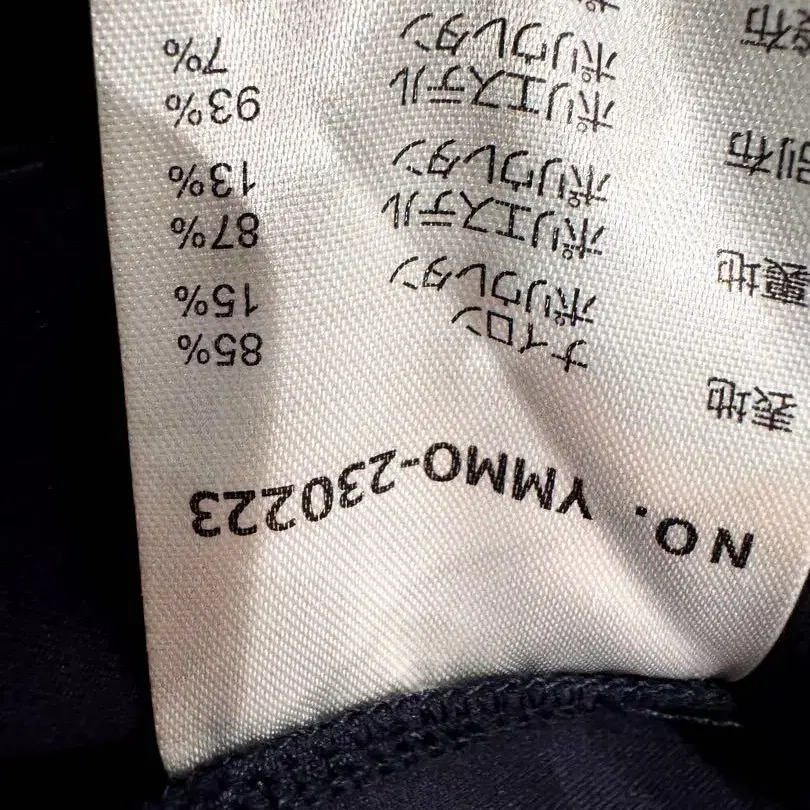 NO. YMMO-230223
表地 ナイロン 85%
ポリウレタン 15%
裏地 ポリエステル 87%
ポリウレタン 13%
別布 ポリエステル 93%
ポリウレタン 7%